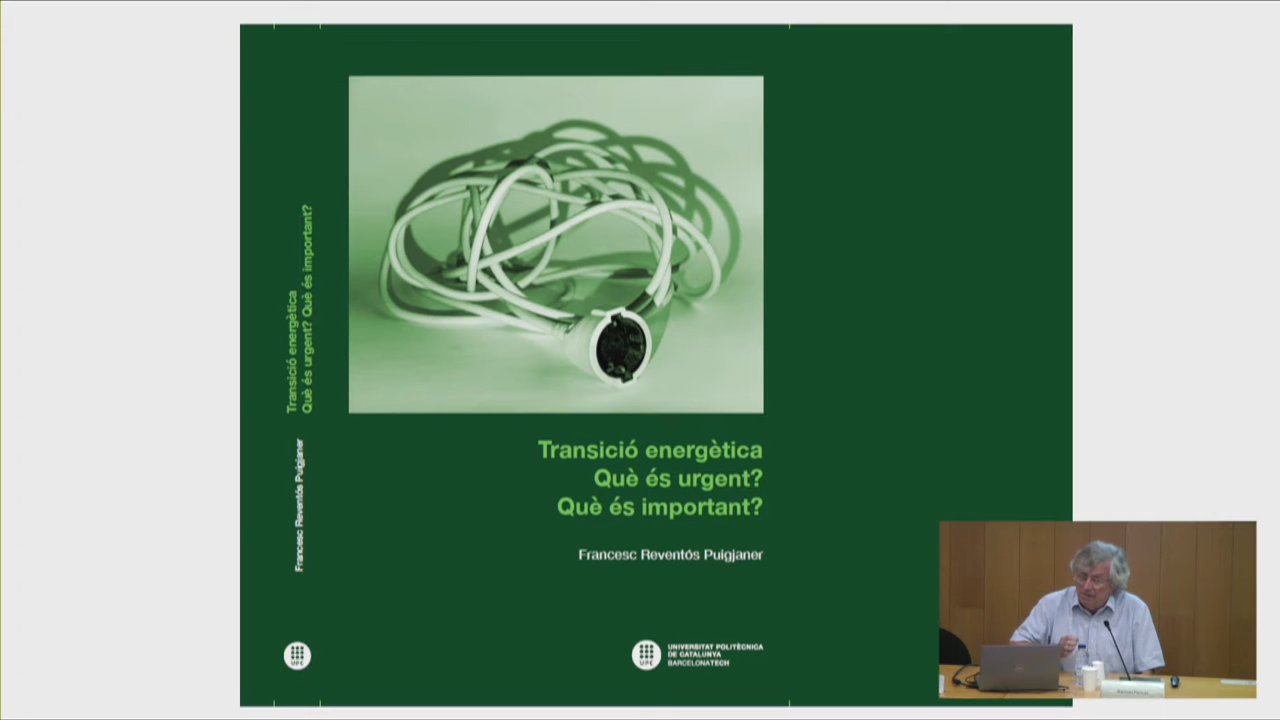 Transició energètica
Què és urgent? Què és important?
Francesc Reventós Puigjaner
UPC
Transició energètica
Què és urgent?
Què és important?
Francesc Reventós Puigjaner
UPC
UNIVERSITAT POLITÈCNICA
DE CATALUNYA
BARCELONATECH